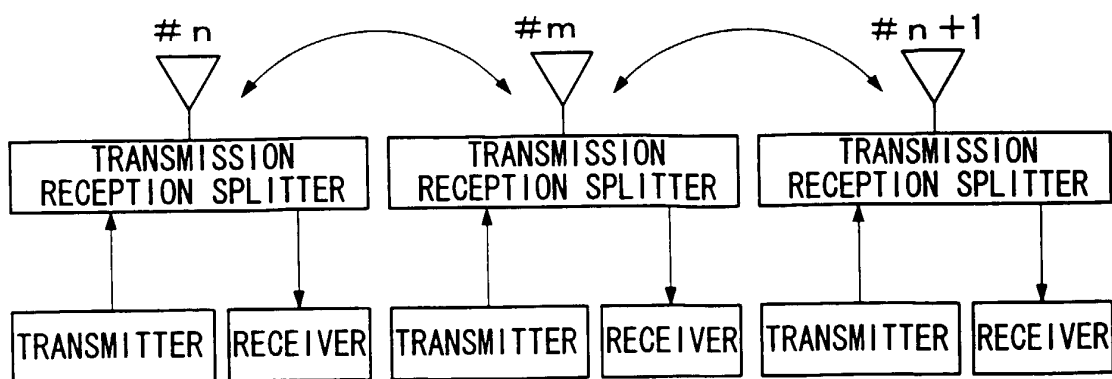 #n #m #n+1
TRANSMISSION RECEPTION SPLITTER
TRANSMISSION RECEPTION SPLITTER
TRANSMISSION RECEPTION SPLITTER
TRANSMITTER RECEIVER TRANSMITTER RECEIVER TRANSMITTER RECEIVER